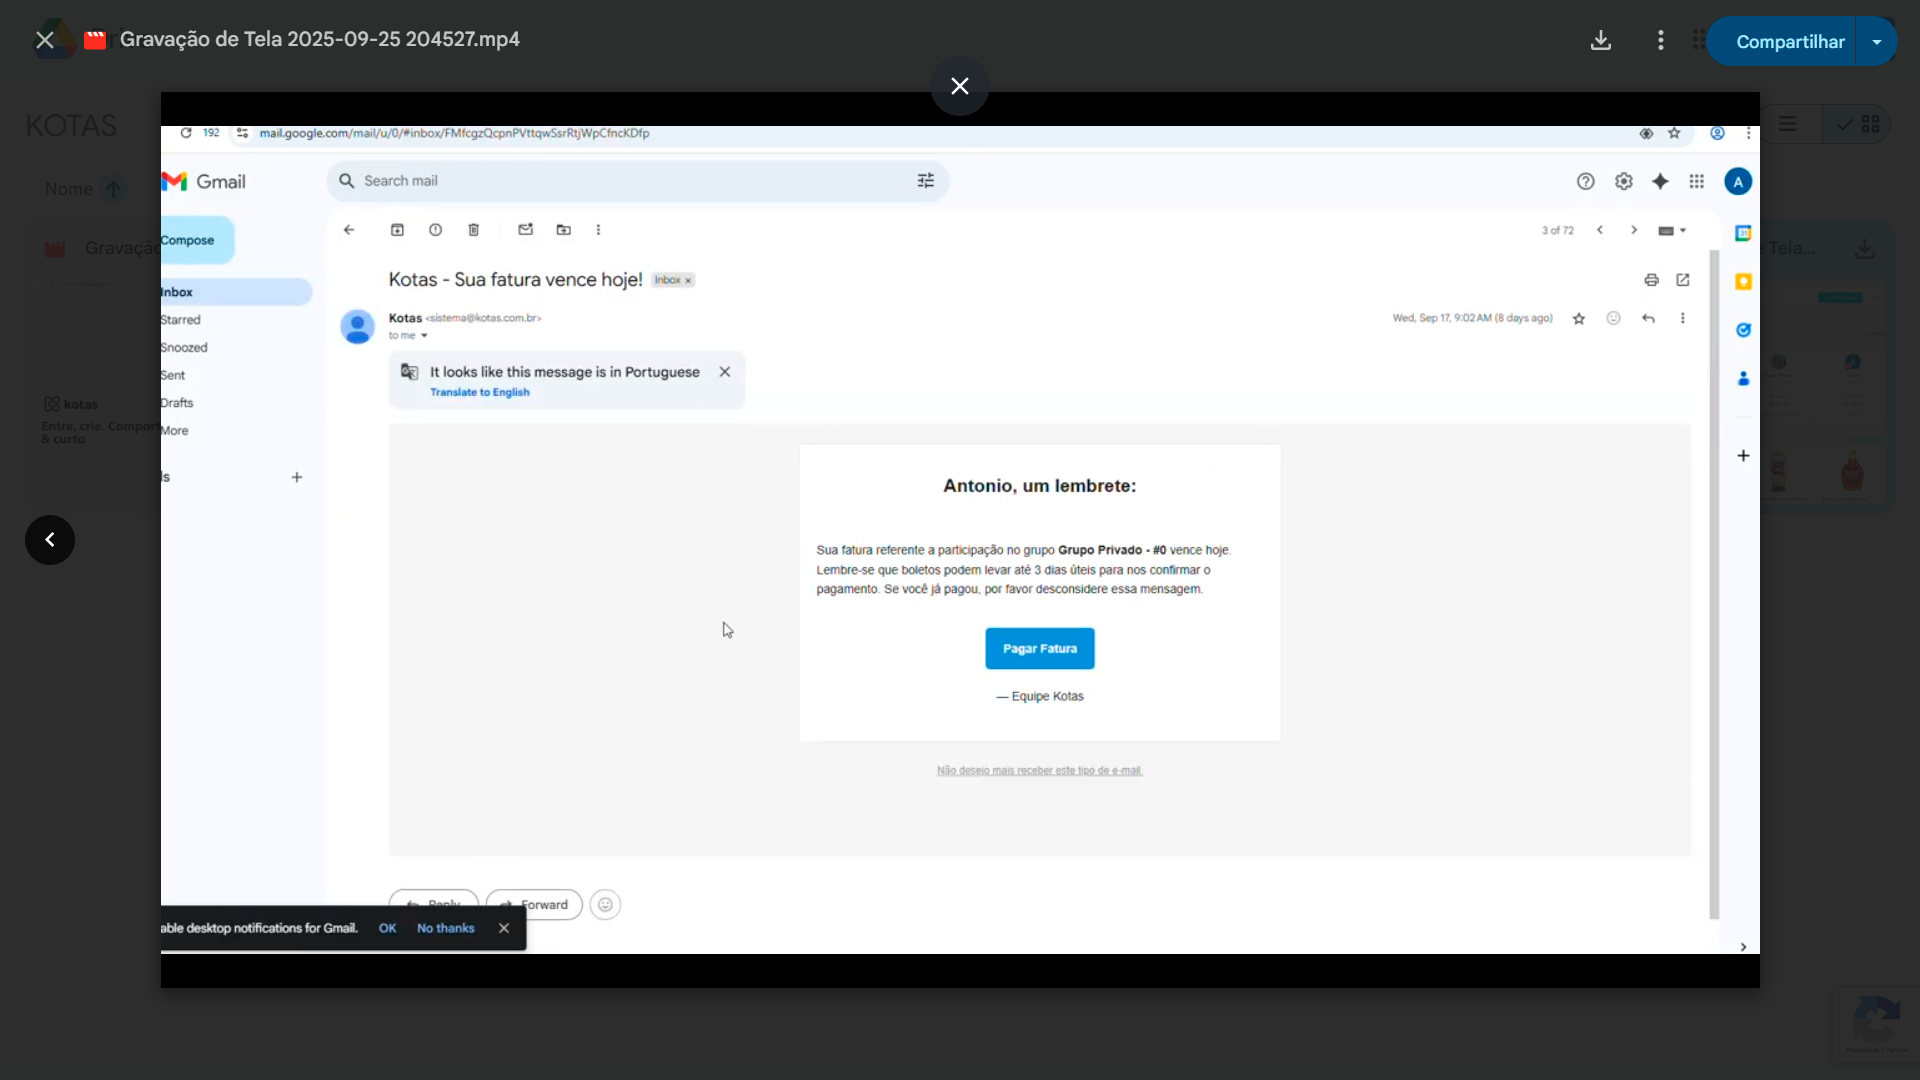 Gravação de Tela 2025-09-25 204527.mp4
Compartilhar
KOTAS
Nome
Gravação
Tela...
kotas
Entre, crie. Compart
& curta
192
mail.google.com/mail/u/0/#inbox/FMfcgzQcpnPVttqwSsrRtjWpCfncKDfp
Gmail
Search mail
A
Compose
3 of 72
Inbox
Starred
Snoozed
Sent
Drafts
More
ls
Kotas - Sua fatura vence hoje!
Inbox x
Kotas <sistema@kotas.com.br>
Wed, Sep 17, 9:02 AM (8 days ago)
to me
It looks like this message is in Portuguese
Translate to English
31
Antonio, um lembrete:
Sua fatura referente a participação no grupo Grupo Privado - #0 vence hoje.
Lembre-se que boletos podem levar até 3 dias úteis para nos confirmar o
pagamento. Se você já pagou, por favor desconsidere essa mensagem.
Pagar Fatura
— Equipe Kotas
Não desejo mais receber este tipo de e-mail.
Reply
Forward
able desktop notifications for Gmail.
OK
No thanks